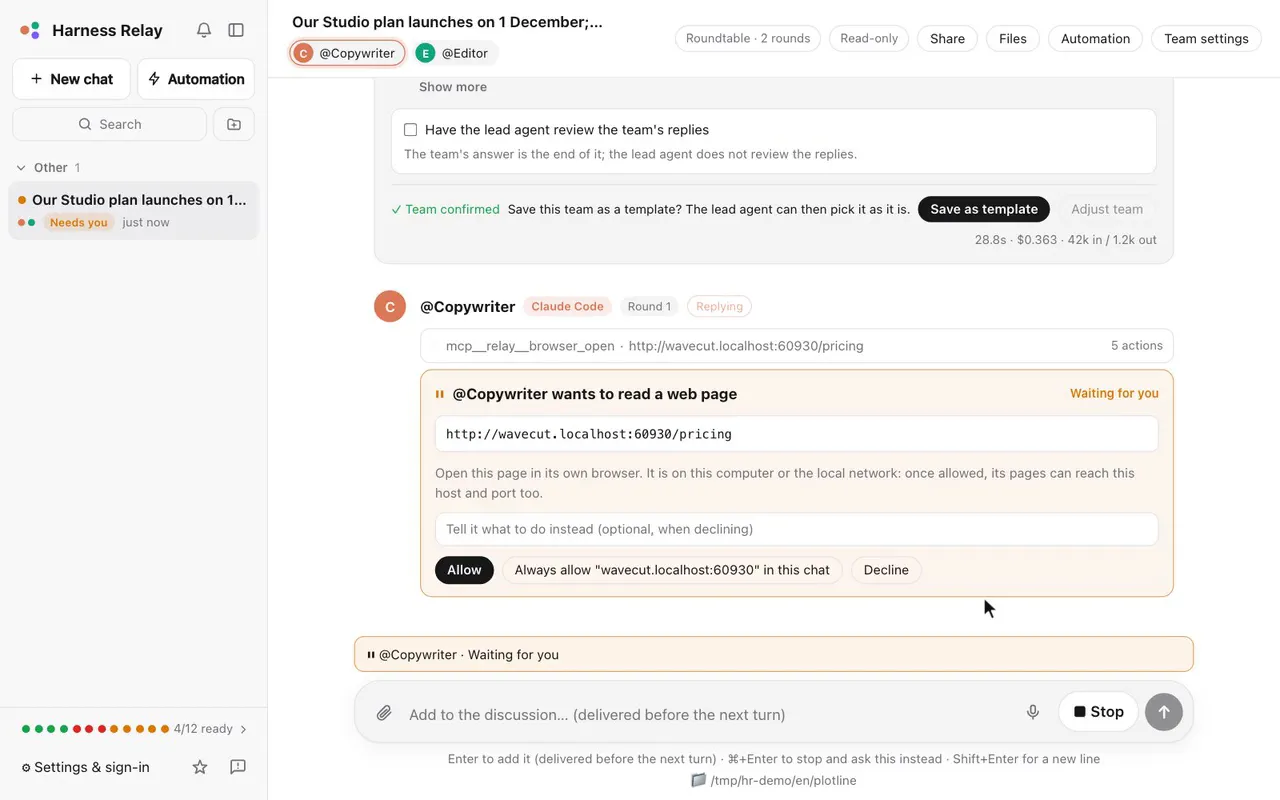 Harness Relay
+ New chat
Automation
Search
Other 1
Our Studio plan launches on 1...
Needs you just now
4/12 ready
Settings & sign-in
Our Studio plan launches on 1 December;...
C @Copywriter
E @Editor
Roundtable · 2 rounds
Read-only
Share
Files
Automation
Team settings
Show more
Have the lead agent review the team's replies
The team's answer is the end of it; the lead agent does not review the replies.
✓ Team confirmed Save this team as a template? The lead agent can then pick it as it is. Save as template Adjust team
28.8s · $0.363 · 42k in / 1.2k out
C @Copywriter Claude Code Round 1 Replying
mcp__relay__browser_open · http://wavecut.localhost:60930/pricing 5 actions
@Copywriter wants to read a web page Waiting for you
http://wavecut.localhost:60930/pricing
Open this page in its own browser. It is on this computer or the local network: once allowed, its pages can reach this
host and port too.
Tell it what to do instead (optional, when declining)
Allow Always allow "wavecut.localhost:60930" in this chat Decline
@Copywriter · Waiting for you
Add to the discussion... (delivered before the next turn) Stop
Enter to add it (delivered before the next turn) · ⌘+Enter to stop and ask this instead · Shift+Enter for a new line
/tmp/hr-demo/en/plotline